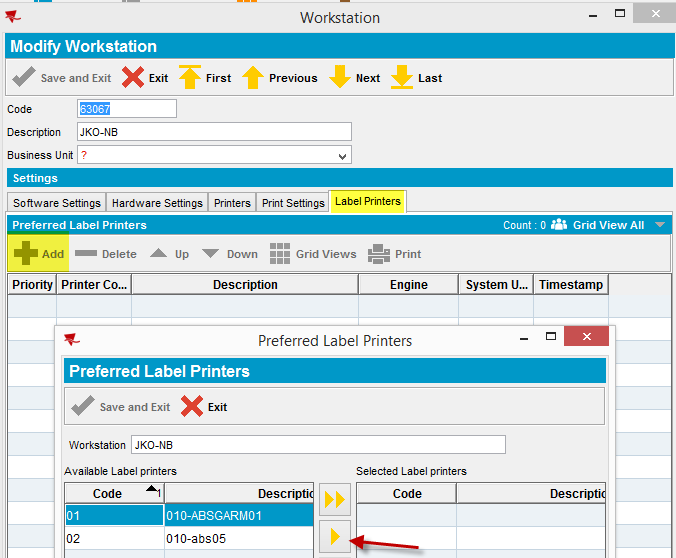 Workstation
Modify Workstation
Save and Exit Exit First Previous Next Last
Code 63067
Description JKO-NB
Business Unit ?
Settings
Software Settings Hardware Settings Printers Print Settings Label Printers
Preferred Label Printers Count : 0 Grid View All
Add Delete Up Down Grid Views Print
Priority Printer Co... Description Engine System U... Timestamp
Preferred Label Printers
Preferred Label Printers
Save and Exit Exit
Workstation JKO-NB
Available Label printers Selected Label printers
Code 1 Descriptio Code Descriptio
01 010-ABSGARM01
02 010-abs05